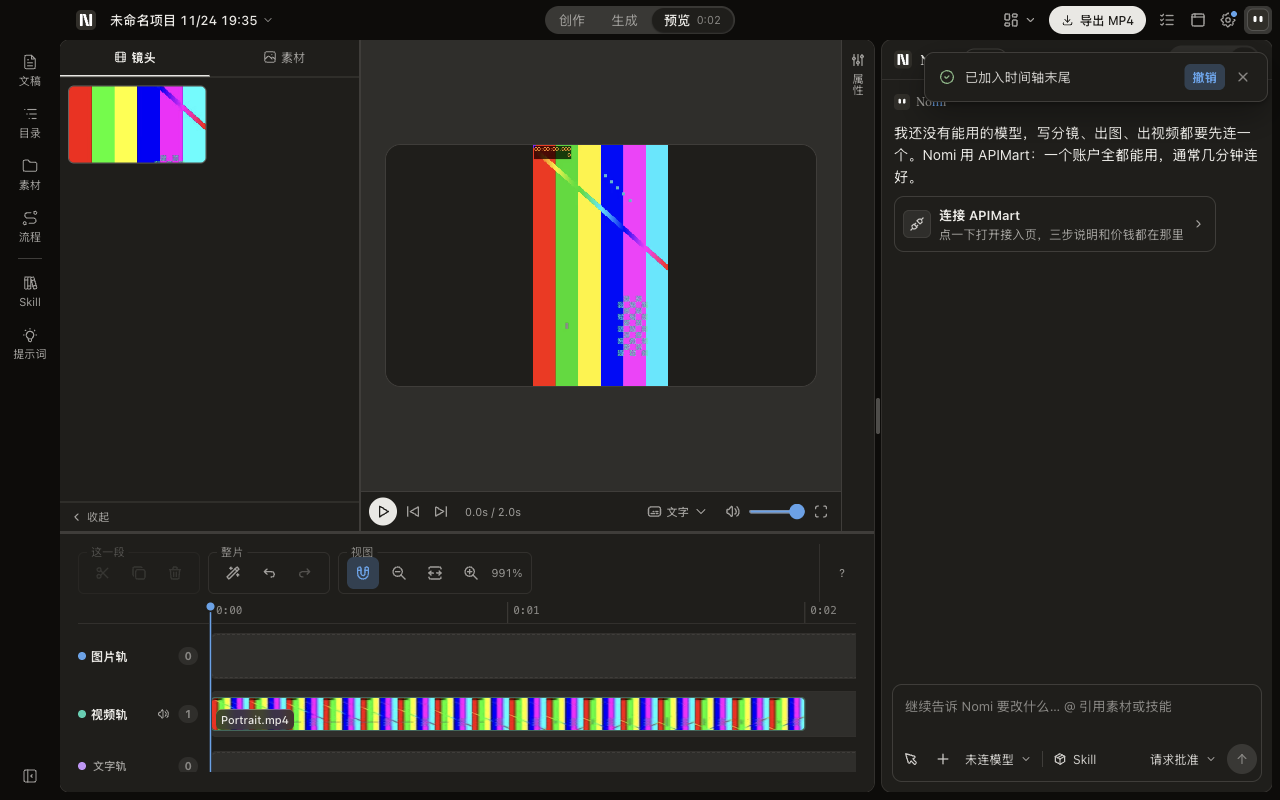 未命名项目 11/24 19:35
创作
生成
预览 0:02
导出 MP4
文稿
目录
素材
流程
Skill
提示词
镜头
素材
收起
属性
0.0s / 2.0s
文字
已加入时间轴末尾
撤销
Nomi
我还没有能用的模型，写分镜、出图、出视频都要先连一
个。Nomi 用 APIMart：一个账户全都能用，通常几分钟连
好。
连接 APIMart
点一下打开接入页，三步说明和价钱都在那里
这一段
整片
视图
991%
?
0:00
0:01
0:02
图片轨
0
视频轨
1
Portrait.mp4
文字轨
0
继续告诉 Nomi 要改什么... @ 引用素材或技能
未连模型
Skill
请求批准